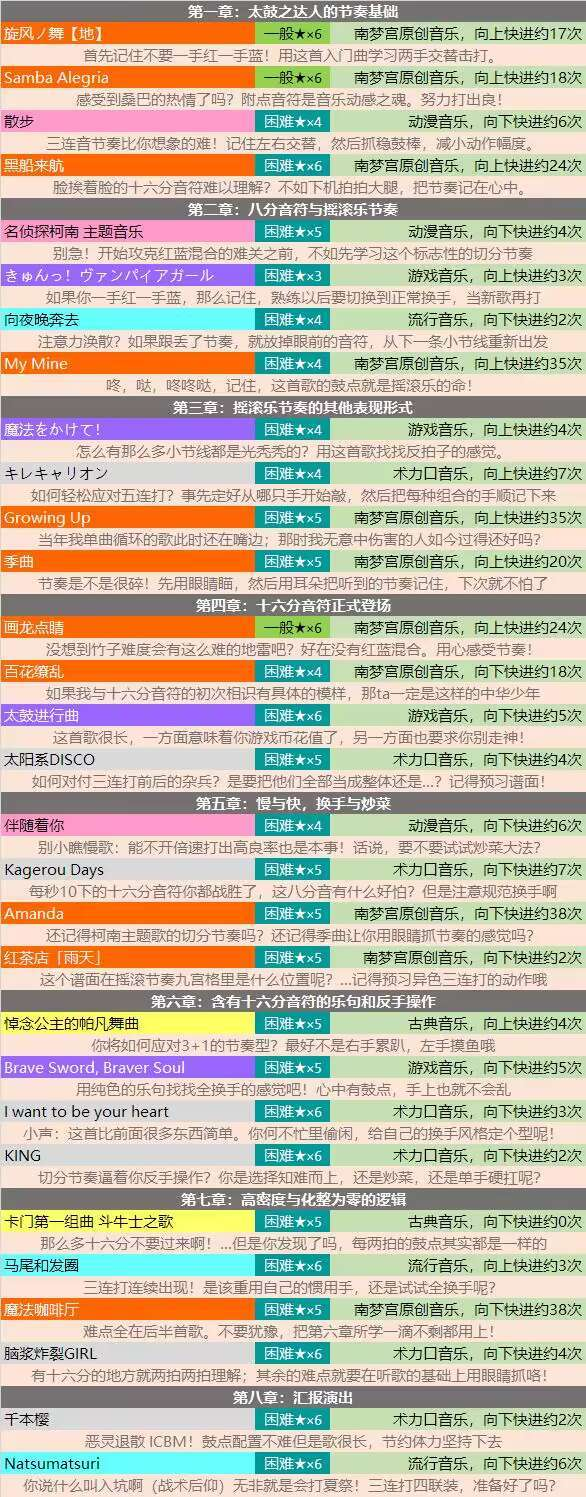 第一章：太鼓之达人的节奏基础
旋风ノ舞【地】 一般★×6 南梦宫原创音乐，向上快进约17次
首先记住不要一手红一手蓝！用这首入门曲学习两手交替击打。
Samba Alegria 一般★×6 南梦宫原创音乐，向上快进约18次
感受到桑巴的热情了吗？附点音符是音乐动感之魂。努力打出良！
散步 困难★×4 动漫音乐，向下快进约6次
三连音节奏比你想象的难！记住左右交替，然后抓稳鼓棒，减小动作幅度。
黑船来航 困难★×6 南梦宫原创音乐，向上快进约24次
脸挨着脸的十六分音符难以理解？不如下机拍拍大腿，把节奏记在心中。
第二章：八分音符与摇滚乐节奏
名侦探柯南 主题音乐 困难★×5 动漫音乐，向下快进约4次
别急！开始攻克红蓝混合的难关之前，不如先学习这个标志性的切分节奏
きゅんっ！ヴァンパイアガール 困难★×3 游戏音乐，向上快进约3次
如果你一手红一手蓝，那么记住，熟练以后要切换到正常换手，当新歌再打
向夜晚奔去 困难★×4 流行音乐，向下快进约2次
注意力涣散？如果跟丢了节奏，就放掉眼前的音符，从下一条小节线重新出发
My Mine 困难★×4 南梦宫原创音乐，向上快进约35次
咚，哒，咚咚哒，记住，这首歌的鼓点就是摇滚乐的命！
第三章：摇滚乐节奏的其他表现形式
魔法をかけて！ 困难★×4 游戏音乐，向上快进约4次
怎么有那么多小节线都是光秃秃的？用这首歌找找反拍子的感觉。
キレキャリオン 困难★×4 术力口音乐，向上快进约7次
如何轻松应对五连打？事先定好从哪只手开始敲，然后把每种组合的手顺记下来
Growing Up 困难★×5 南梦宫原创音乐，向上快进约35次
当年我单曲循环的歌此时还在嘴边；那时我无意中伤害的人如今过得还好吗？
季曲 困难★×5 南梦宫原创音乐，向上快进约20次
节奏是不是很碎！先用眼睛瞄，然后用耳朵把听到的节奏记住，下次就不怕了
第四章：十六分音符正式登场
画龙点睛 一般★×6 南梦宫原创音乐，向上快进约24次
没想到竹子难度会有这么难的地雷吧？好在没有红蓝混合。用心感受节奏！
百花缭乱 困难★×4 南梦宫原创音乐，向下快进约18次
如果我与十六分音符的初次相识有具体的模样，那ta一定是这样的中华少年
太鼓进行曲 困难★×6 游戏音乐，向下快进约5次
这首歌很长，一方面意味着你游戏币花值了，另一方面也要求你别走神！
太阳系DISCO 困难★×5 术力口音乐，向下快进约4次
如何对付三连打前后的杂兵？是要把他们全部当成整体还是…？记得预习谱面！
第五章：慢与快，换手与炒菜
伴随着你 困难★×4 动漫音乐，向下快进约6次
别小瞧慢歌：能不开倍速打出高良率也是本事！话说，要不要试试炒菜大法？
Kagerou Days 困难★×5 术力口音乐，向下快进约7次
每秒10下的十六分音符你都战胜了，这八分音有什么好怕？但是注意规范换手啊
Amanda 困难★×5 南梦宫原创音乐，向下快进约38次
还记得柯南主题歌的切分节奏吗？还记得季曲让你用眼睛抓节奏的感觉吗？
红茶店「雨天」 困难★×5 南梦宫原创音乐，向下快进约2次
这个谱面在摇滚节奏九宫格里是什么位置呢？…记得预习异色三连打的动作哦
第六章：含有十六分音符的乐句和反手操作
悼念公主的帕凡舞曲 困难★×5 古典音乐，向上快进约4次
你将如何应对3+1的节奏型？最好不是右手累趴，左手摸鱼哦
Brave Sword, Braver Soul 困难★×5 游戏音乐，向下快进约5次
用纯色的乐句找找全换手的感觉吧！心中有鼓点，手上也就不会乱
I want to be your heart 困难★×6 术力口音乐，向下快进约3次
小声：这首比前面很多东西简单。你何不忙里偷闲，给自己的换手风格定个型呢！
KING 困难★×6 术力口音乐，向下快进约2次
切分节奏逼着你反手操作？你是选择知难而上，还是炒菜，还是单手硬扛呢？
第七章：高密度与化整为零的逻辑
卡门第一组曲 斗牛士之歌 困难★×5 古典音乐，向下快进约0次
那么多十六分不要过来啊！…但是你发现了吗，每两拍的鼓点其实都是一样的
马尾和发圈 困难★×6 流行音乐，向下快进约3次
三连打连续出现！是该重用自己的惯用手，还是试试全换手呢？
魔法咖啡厅 困难★×5 南梦宫原创音乐，向下快进约38次
难点全在后半首歌。不要犹豫，把第六章所学一滴不剩都用上！
脑浆炸裂GIRL 困难★×6 术力口音乐，向下快进约4次
有十六分的地方就两拍两拍理解；其余的难点就要在听歌的基础上用眼睛抓咯！
第八章：汇报演出
千本樱 困难★×6 术力口音乐，向下快进约2次
恶灵退散 ICBM！鼓点配置不难但是歌很长，节约体力坚持下去
Natsumatsuri 困难★×6 流行音乐，向下快进约6次
你说什么叫入坑啊（战术后仰）无非就是会打夏祭！三连打四联装，准备好了吗？